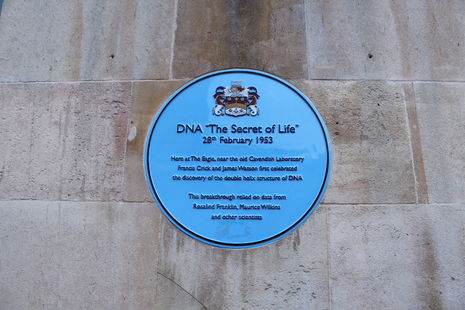 DNA "The Secret of Life"
28th February 1953
Here at The Eagle, near the old Cavendish Laboratory
Francis Crick and James Watson first celebrated
the discovery of the double helix structure of DNA
This breakthrough relied on data from
Rosalind Franklin, Maurice Wilkins
and other scientists